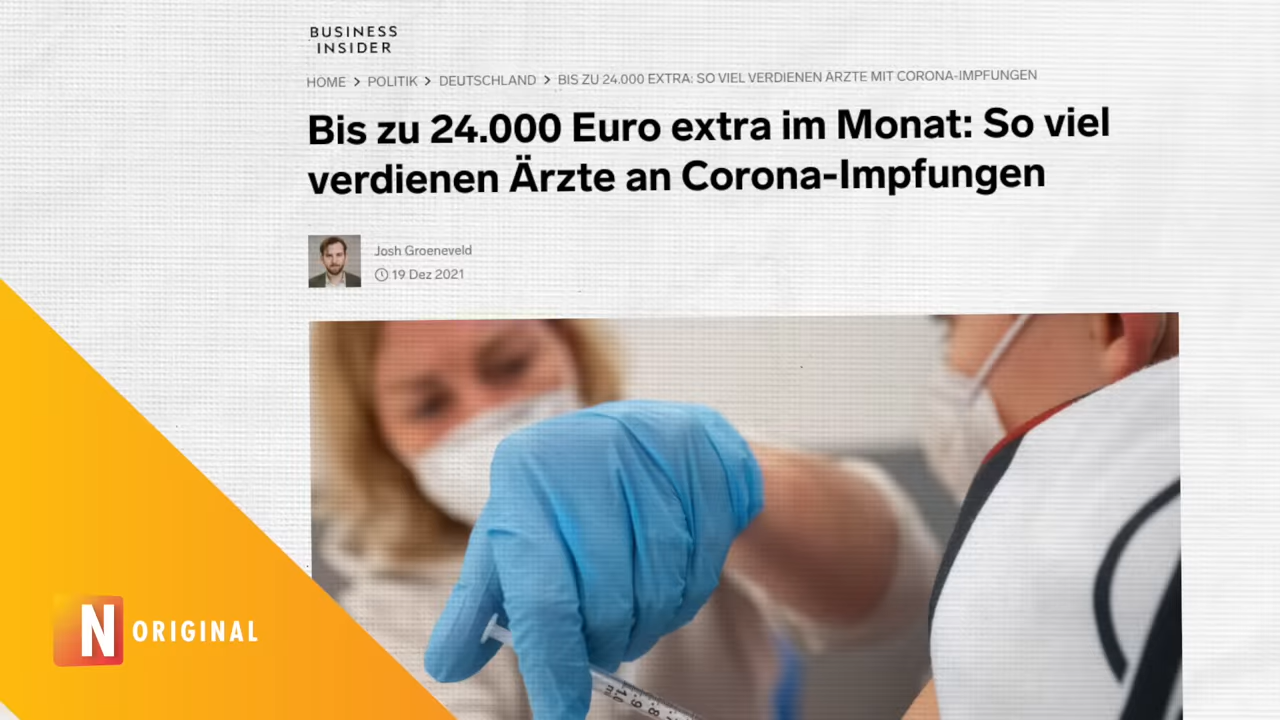 BUSINESS
INSIDER
HOME > POLITIK > DEUTSCHLAND > BIS ZU 24.000 EXTRA: SO VIEL VERDIENEN ÄRZTE MIT CORONA-IMPFUNGEN
Bis zu 24.000 Euro extra im Monat: So viel
verdienen Ärzte an Corona-Impfungen
Josh Groeneveld
19 Dez 2021
N ORIGINAL